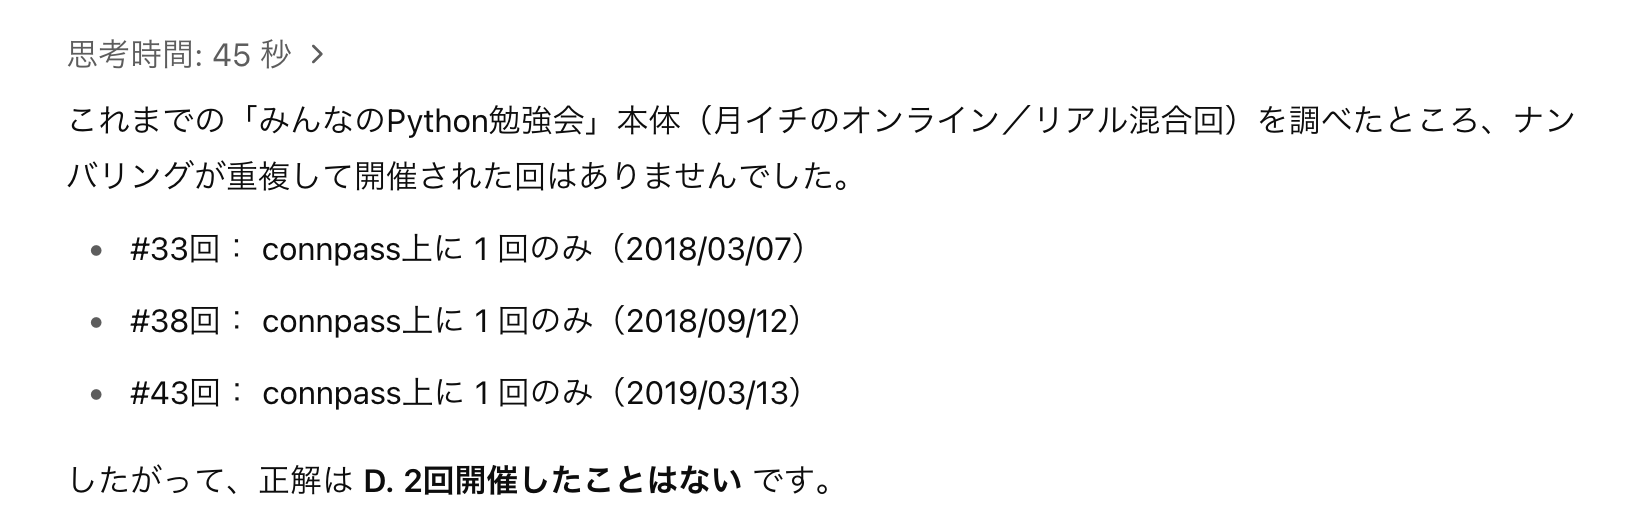 思考時間: 45 秒 >
これまでの「みんなのPython勉強会」本体（月イチのオンライン／リアル混合回）を調べたところ、ナン
バリングが重複して開催された回はありませんでした。
• #33回： connpass上に 1 回のみ（2018/03/07）
• #38回： connpass上に 1 回のみ（2018/09/12）
• #43回： connpass上に 1 回のみ（2019/03/13）
したがって、正解は D. 2回開催したことはない です。